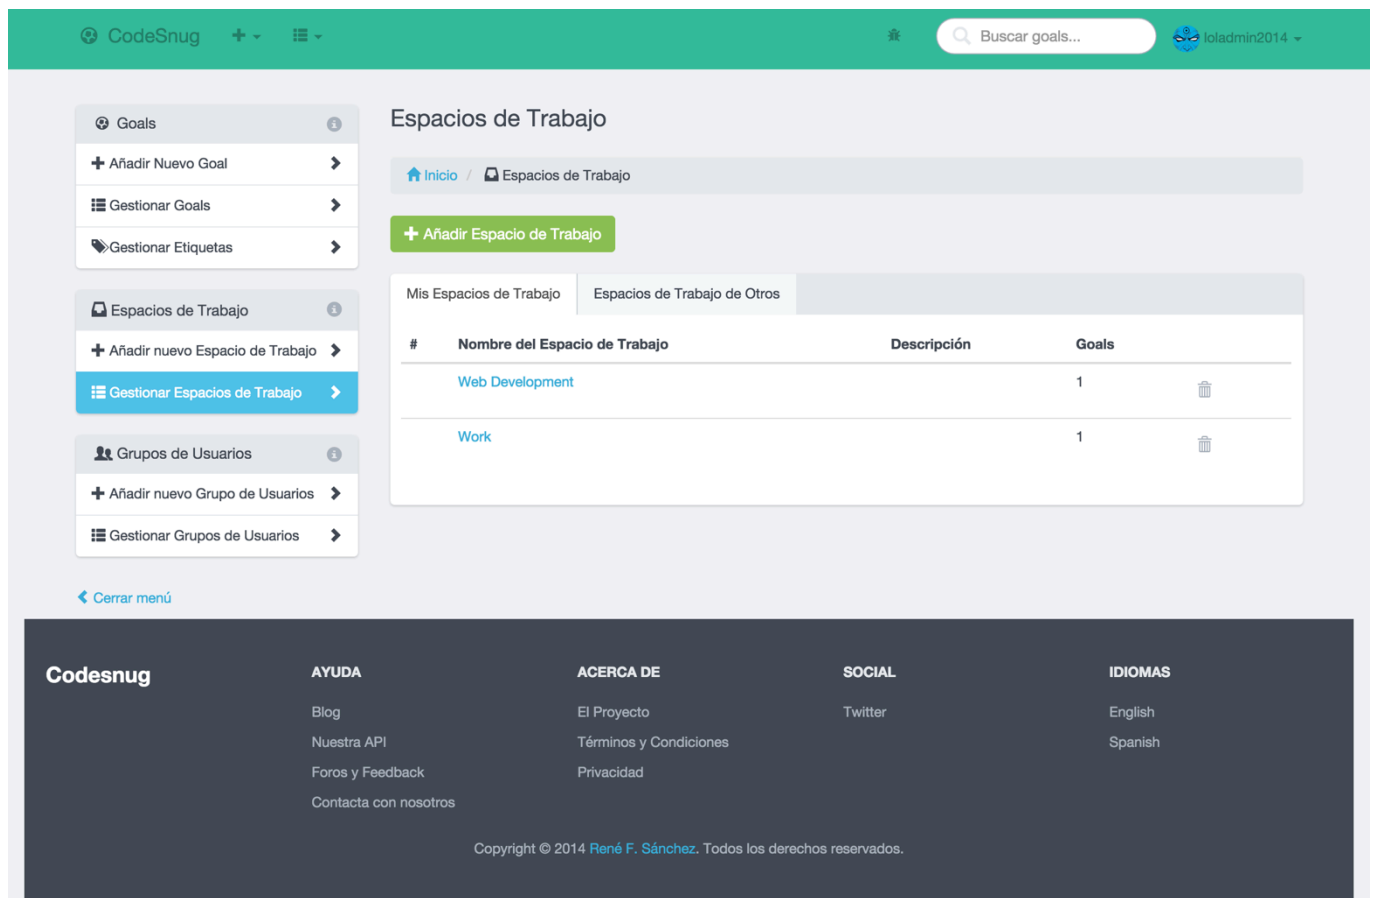 CodeSnug
Buscar goals...
loladmin2014
Goals
Añadir Nuevo Goal
Gestionar Goals
Gestionar Etiquetas
Espacios de Trabajo
Añadir nuevo Espacio de Trabajo
Gestionar Espacios de Trabajo
Grupos de Usuarios
Añadir nuevo Grupo de Usuarios
Gestionar Grupos de Usuarios
Cerrar menú
Espacios de Trabajo
Inicio / Espacios de Trabajo
Añadir Espacio de Trabajo
Mis Espacios de Trabajo Espacios de Trabajo de Otros
# Nombre del Espacio de Trabajo Descripción Goals
Web Development 1
Work 1
Codesnug
AYUDA
Blog
Nuestra API
Foros y Feedback
Contacta con nosotros
ACERCA DE
El Proyecto
Términos y Condiciones
Privacidad
SOCIAL
Twitter
IDIOMAS
English
Spanish
Copyright © 2014 René F. Sánchez. Todos los derechos reservados.